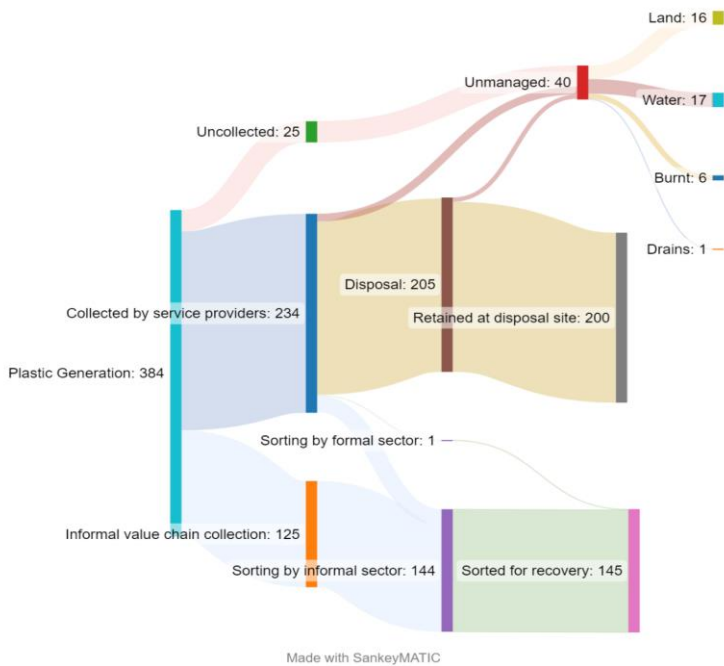 Land: 16
Unmanaged: 40
Water: 17
Uncollected: 25
Burnt: 6
Drains: 1
Disposal: 205
Collected by service providers: 234
Retained at disposal site: 200
Plastic Generation: 384
Sorting by formal sector: 1
Informal value chain collection: 125
Sorting by informal sector: 144
Sorted for recovery: 145
Made with SankeyMATIC